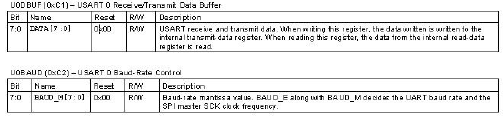 U0DBUF (0xC1) – USART 0 Receive/Transmit Data Buffer
Bit Name Reset R/W Description
7:0 DATA[7:0] 0x00 R/W USART receive and transmit data. When writing this register, the data written is written to the
internal transmit-data register. When reading this register, the data from the internal read-data
register is read.
U0BAUD (0xC2) – USART 0 Baud-Rate Control
Bit Name Reset R/W Description
7:0 BAUD_M[7:0] 0x00 R/W Baud-rate mantissa value. BAUD_E along with BAUD_M decides the UART baud rate and the
SPI master SCK clock frequency.